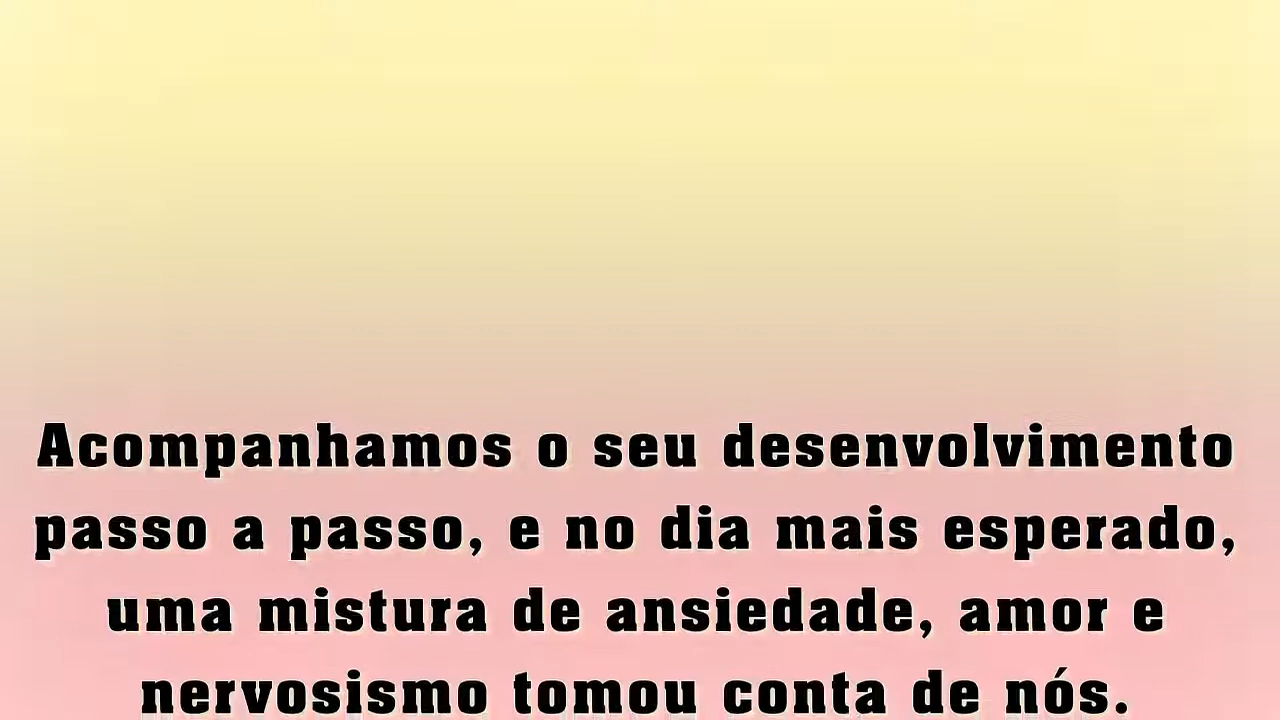 Acompanhamos o seu desenvolvimento
passo a passo, e no dia mais esperado,
uma mistura de ansiedade, amor e
nervosismo tomou conta de nós.